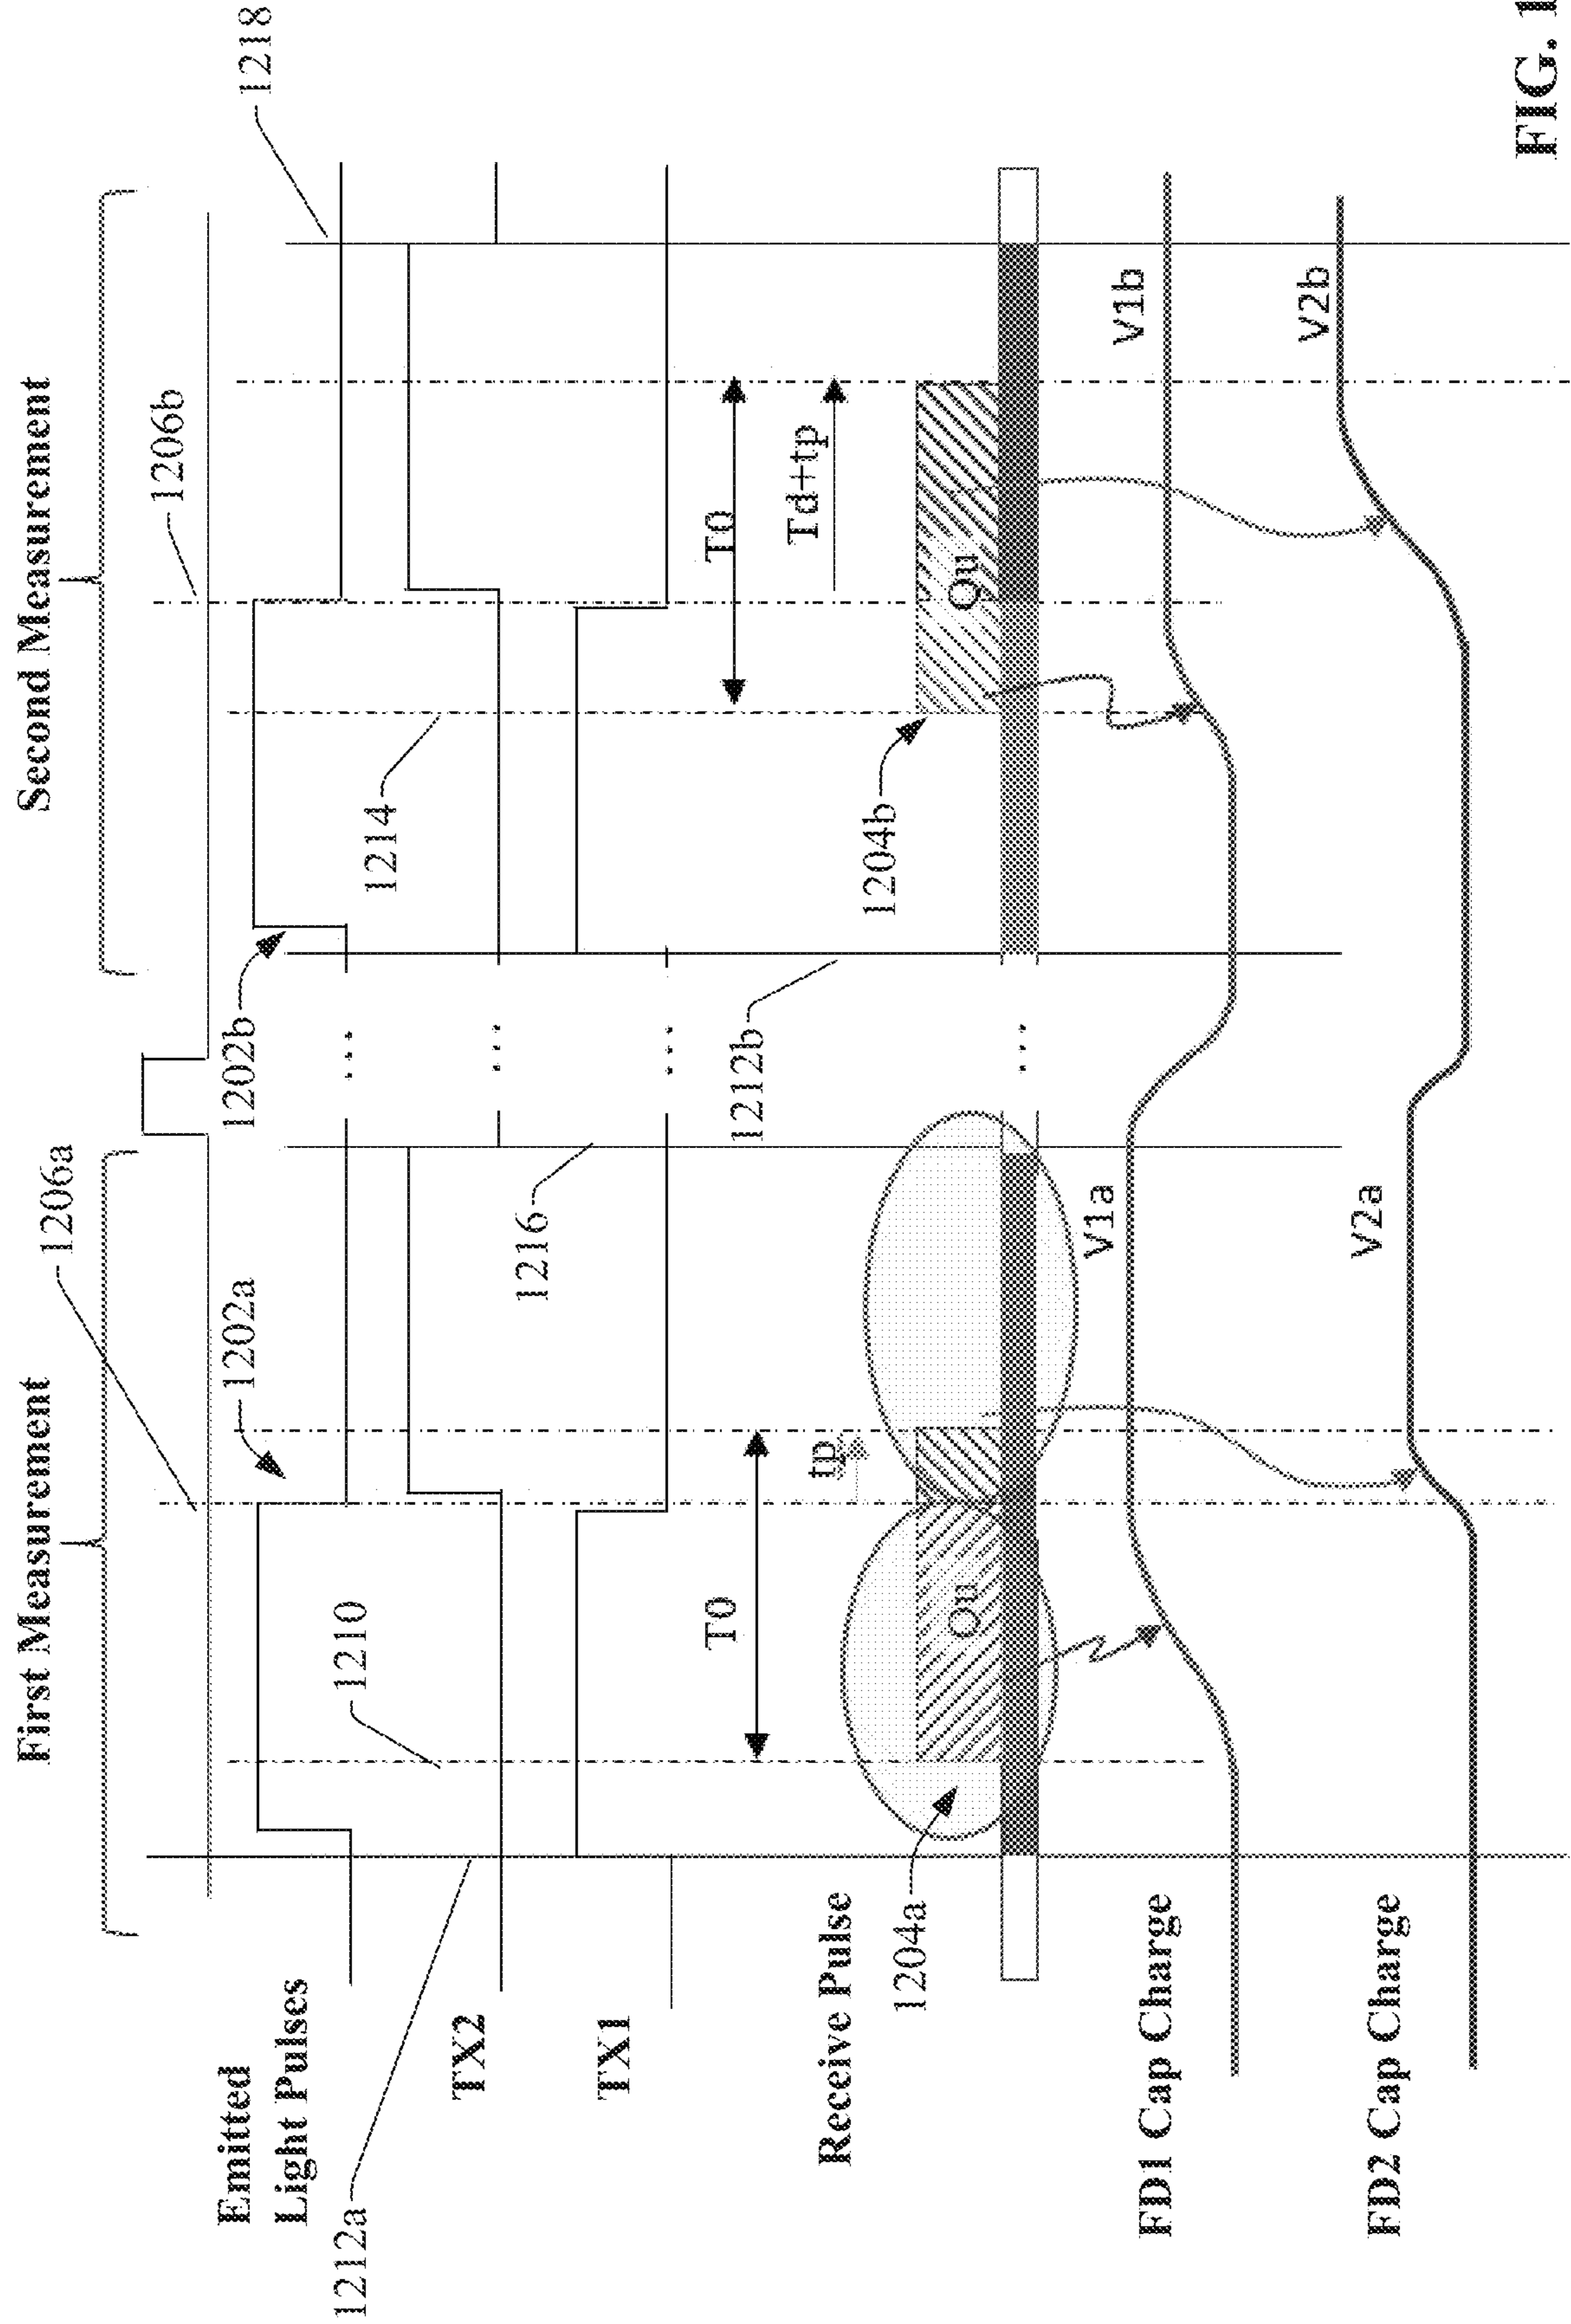 First Measurement
Second Measurement
1206a
1206b
1218
1202a
1202b
Emitted
Light Pulses
1212a
1210
1214
TX2
1216
TX1
T0
T0
1212b
tp
Td+tp
Receive Pulse
1204a
1204b
Qu
Qu
...
...
...
...
FD1 Cap Charge
V1a
V1b
FD2 Cap Charge
V2a
V2b
FIG. 1